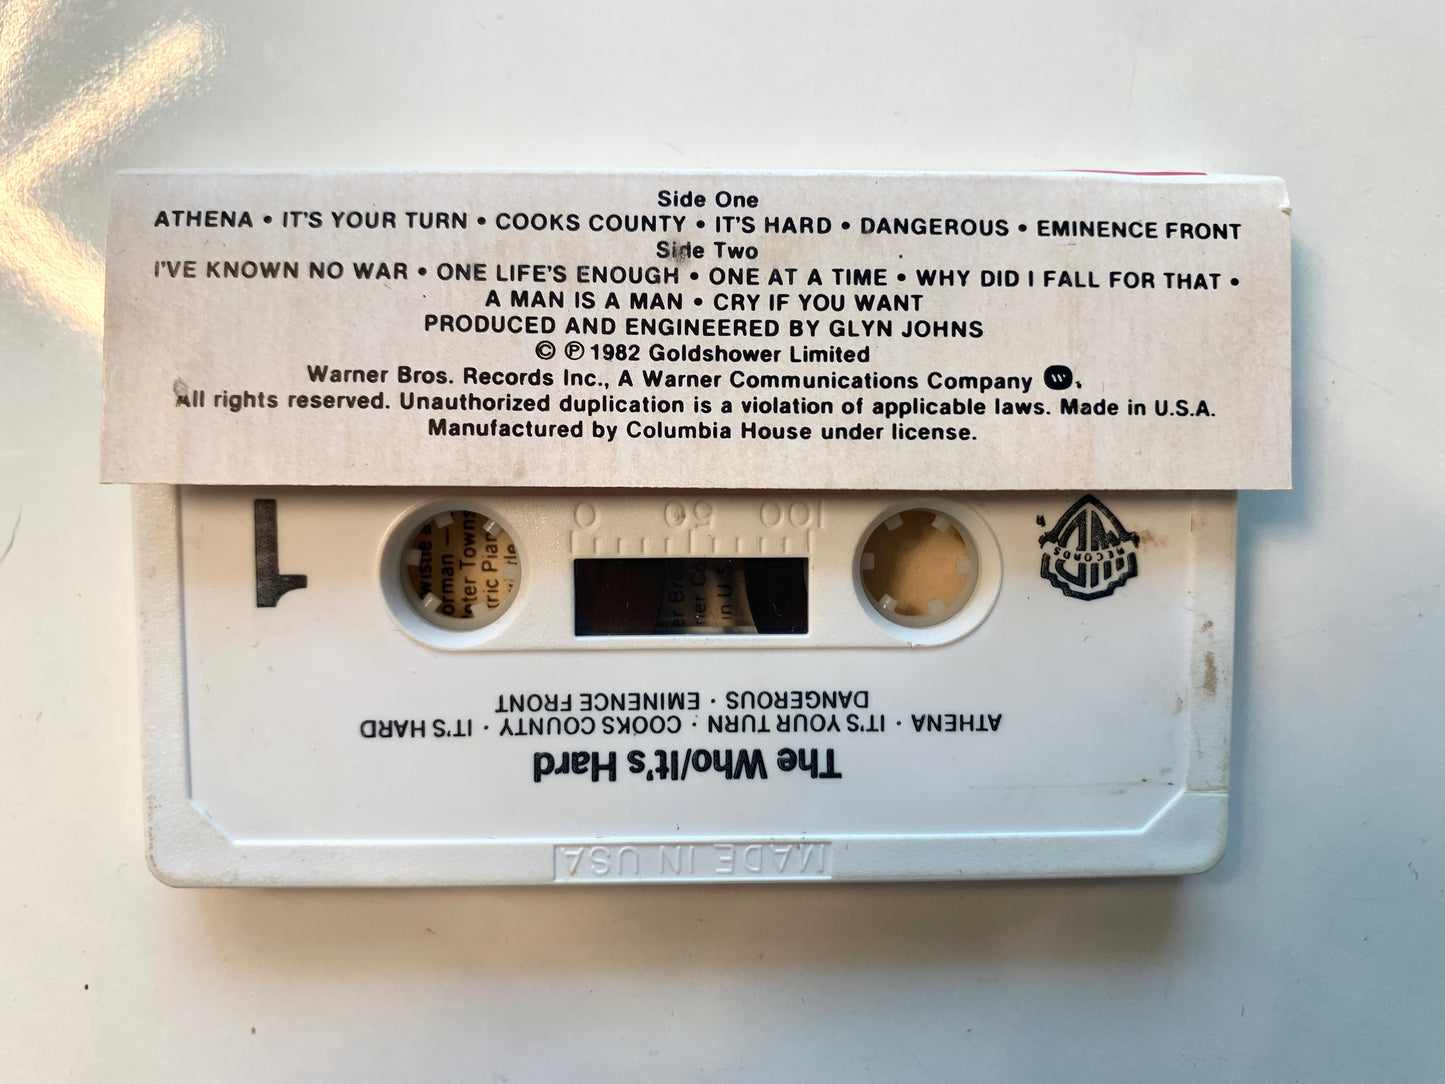 Side One
ATHENA • IT'S YOUR TURN • COOKS COUNTY • IT'S HARD • DANGEROUS • EMINENCE FRONT
Side Two
I'VE KNOWN NO WAR • ONE LIFE'S ENOUGH • ONE AT A TIME • WHY DID I FALL FOR THAT •
A MAN IS A MAN • CRY IF YOU WANT
PRODUCED AND ENGINEERED BY GLYN JOHNS
© ℗ 1982 Goldshower Limited
Warner Bros. Records Inc., A Warner Communications Company
All rights reserved. Unauthorized duplication is a violation of applicable laws. Made in U.S.A.
Manufactured by Columbia House under license.
1
0 50 100
RECORDS
The Who/It's Hard
ATHENA · IT'S YOUR TURN · COOKS COUNTY · IT'S HARD
DANGEROUS · EMINENCE FRONT
MADE IN USA